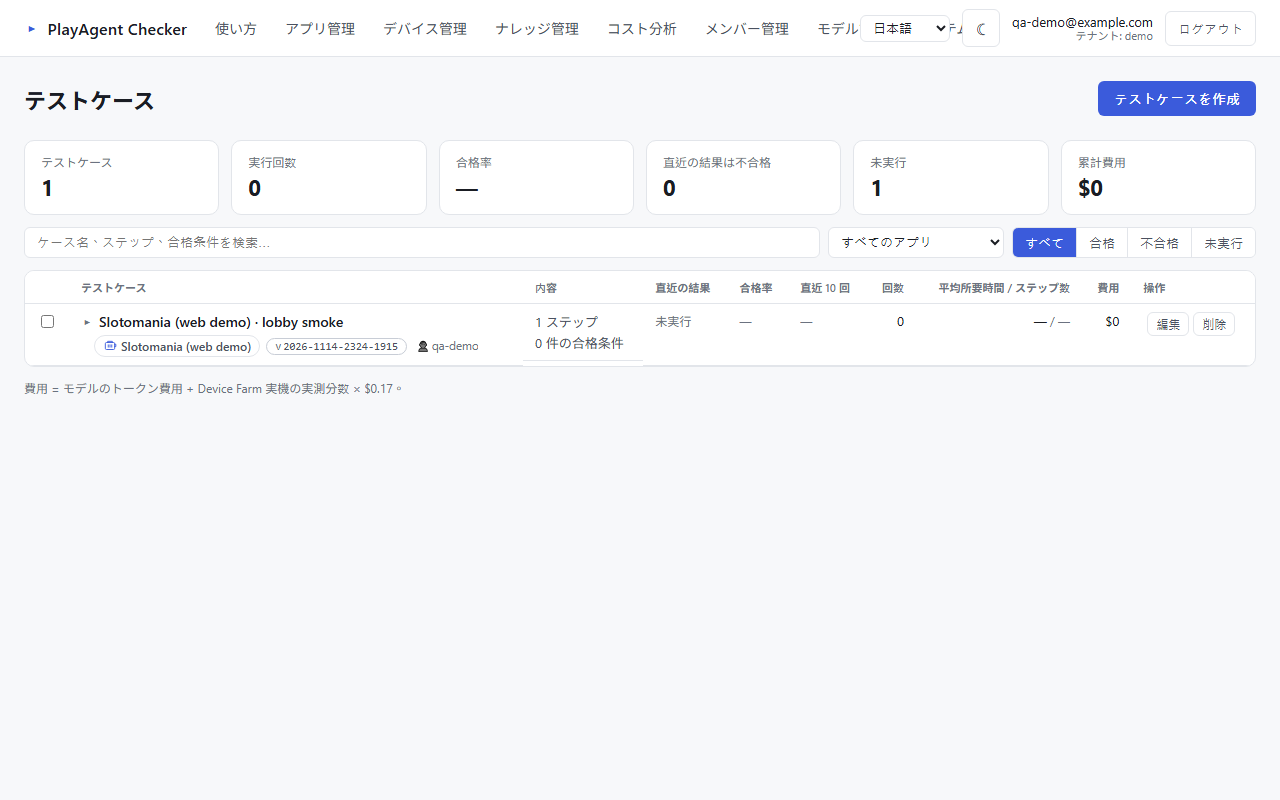 PlayAgent Checker 使い方 アプリ管理 デバイス管理 ナレッジ管理 コスト分析 メンバー管理 モデル 日本語 qa-demo@example.com ログアウト
テナント: demo
テストケース テストケースを作成
テストケース 実行回数 合格率 直近の結果は不合格 未実行 累計費用
1 0 — 0 1 $0
ケース名、ステップ、合格条件を検索... すべてのアプリ すべて 合格 不合格 未実行
テストケース 内容 直近の結果 合格率 直近 10 回 回数 平均所要時間 / ステップ数 費用 操作
Slotomania (web demo) · lobby smoke 1 ステップ 未実行 — — 0 — / — $0 編集 削除
Slotomania (web demo) v 2026-1114-2324-1915 qa-demo 0 件の合格条件
費用 = モデルのトークン費用 + Device Farm 実機の実測分数 × $0.17。